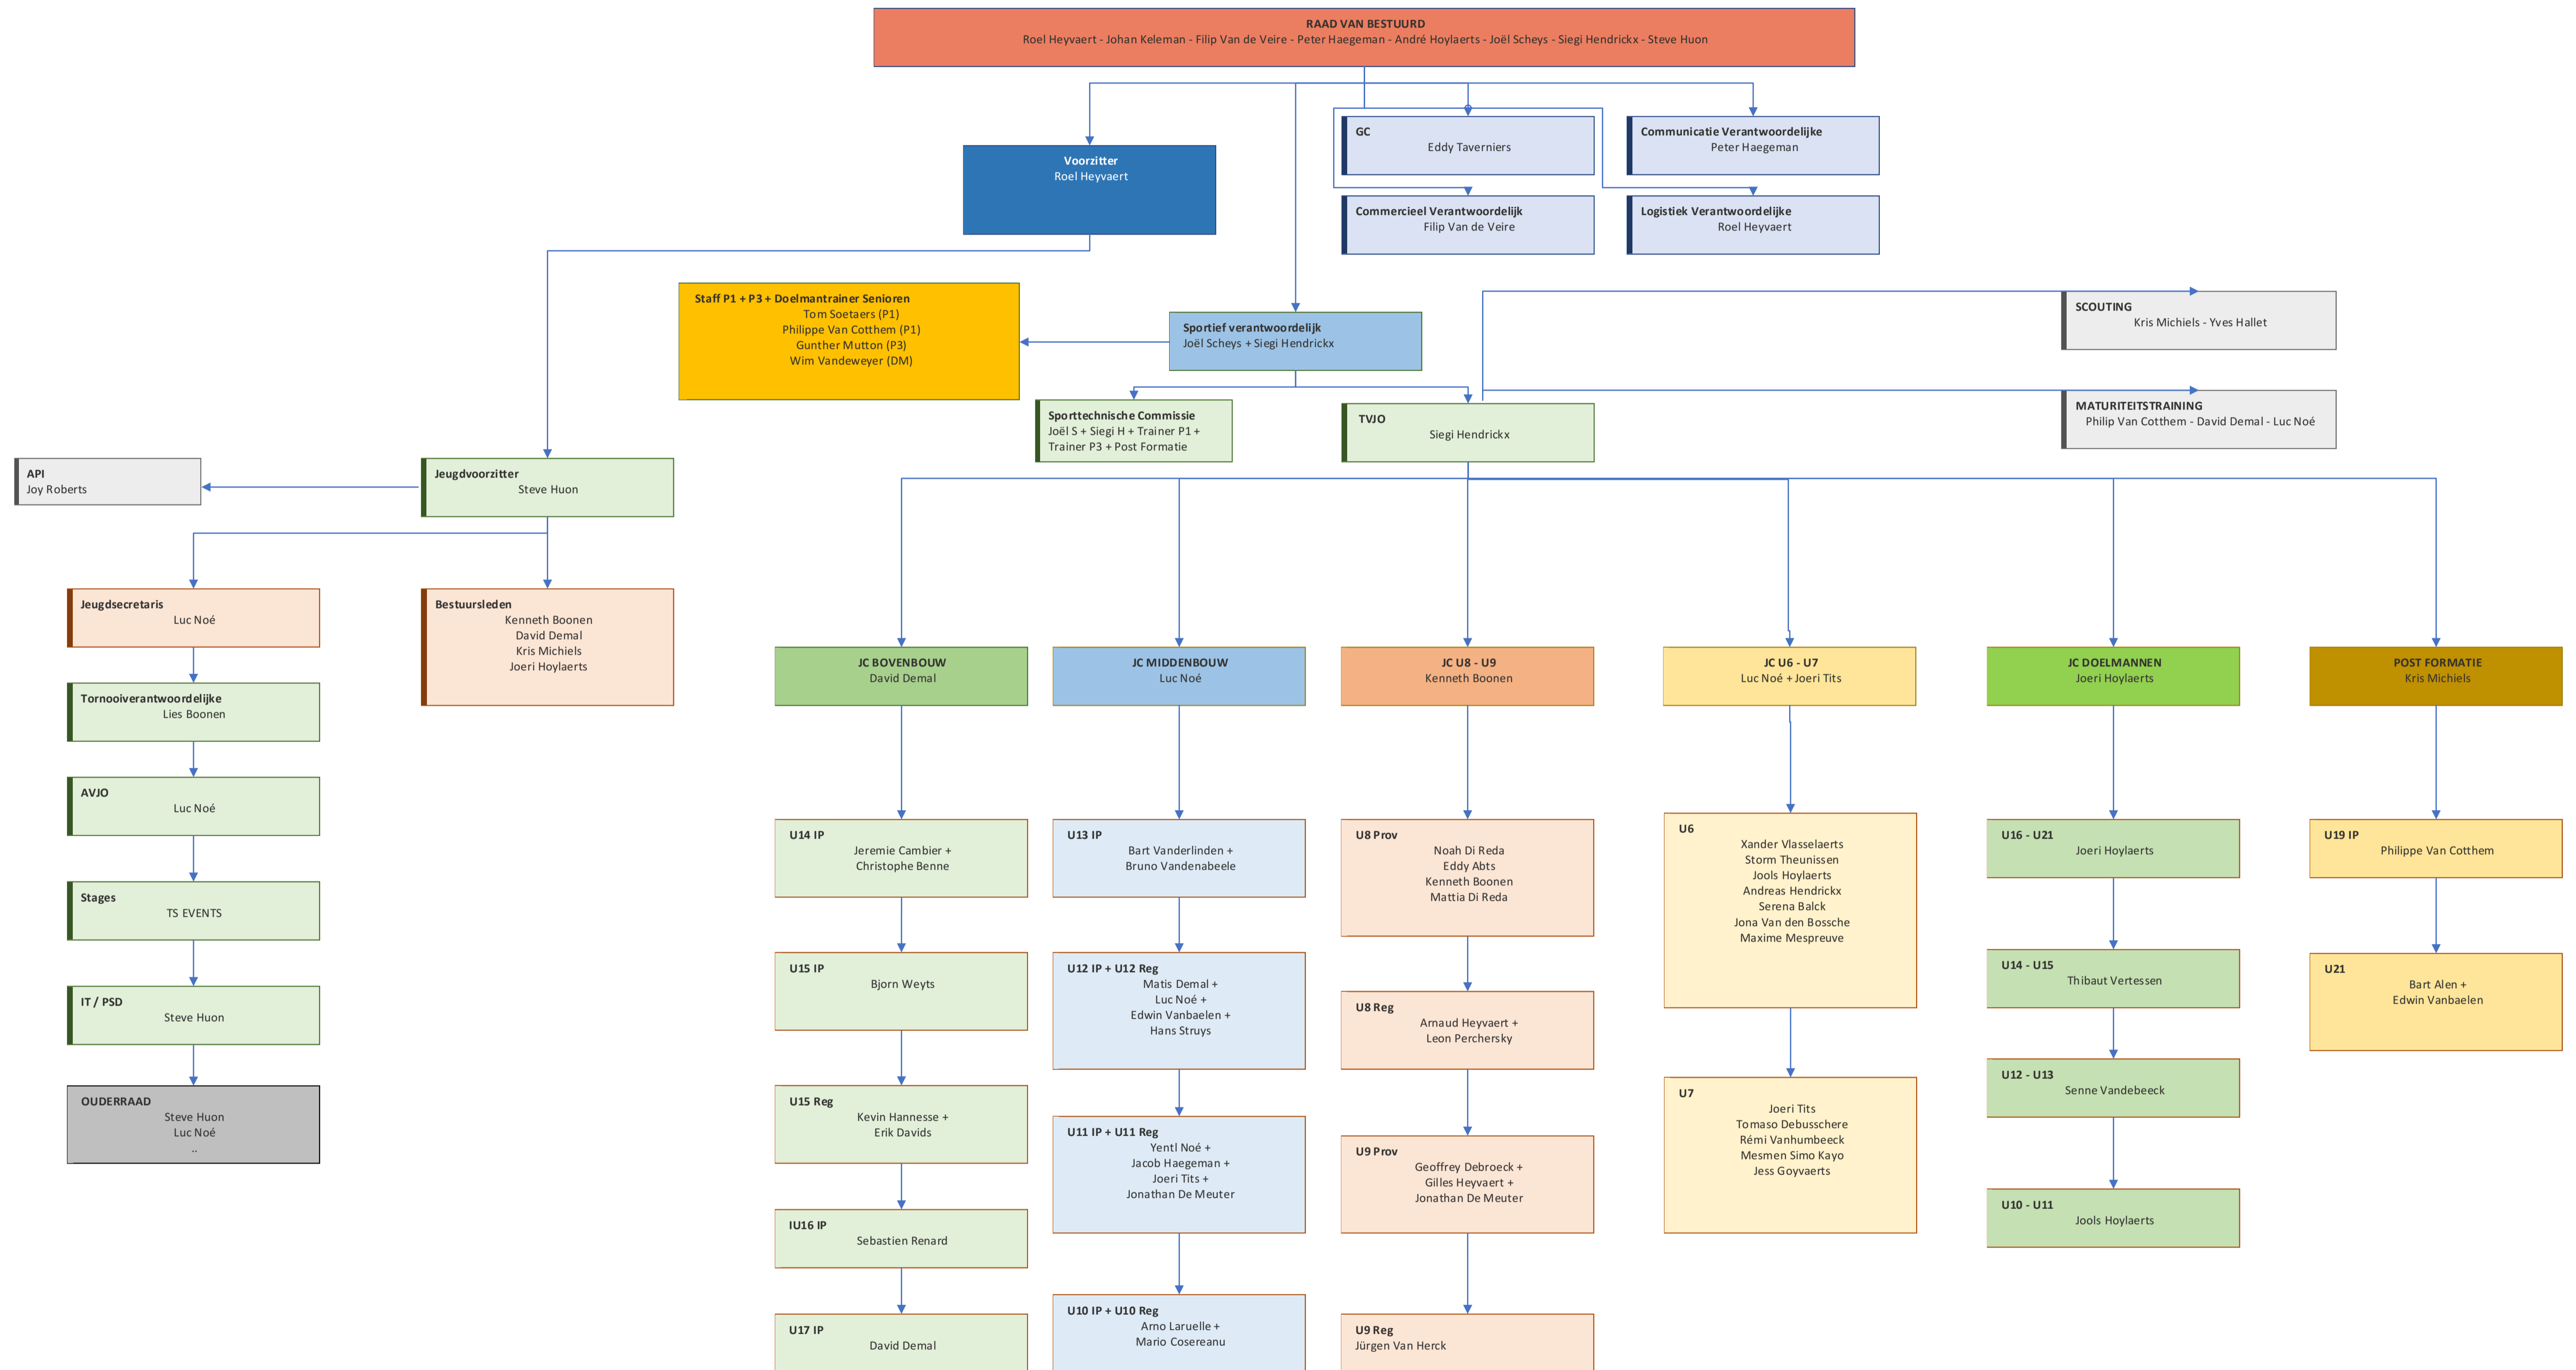 RAAD VAN BESTUURD
Roel Heyvaert - Johan Keleman - Filip Van de Veire - Peter Haegeman - André Hoylaerts - Joël Scheys - Siegi Hendrickx - Steve Huon
Voorzitter
Roel Heyvaert
GC
Eddy Taverniers
Communicatie Verantwoordelijke
Peter Haegeman
Commercieel Verantwoordelijk
Filip Van de Veire
Logistiek Verantwoordelijke
Roel Heyvaert
Staff P1 + P3 + Doelmantrainer Senioren
Tom Soetaers (P1)
Philippe Van Cotthem (P1)
Gunther Mutton (P3)
Wim Vandeweyer (DM)
Sportief verantwoordelijk
Joël Scheys + Siegi Hendrickx
SCOUTING
Kris Michiels - Yves Hallet
Sporttechnische Commissie
Joël S + Siegi H + Trainer P1 +
Trainer P3 + Post Formatie
TVJO
Siegi Hendrickx
MATURITEITSTRAINING
Philip Van Cotthem - David Demal - Luc Noé
API
Joy Roberts
Jeugdvoorzitter
Steve Huon
Jeugdsecretaris
Luc Noé
Bestuursleden
Kenneth Boonen
David Demal
Kris Michiels
Joeri Hoylaerts
Tornooiverantwoordelijke
Lies Boonen
AVJO
Luc Noé
Stages
TS EVENTS
IT / PSD
Steve Huon
OUDERRAAD
Steve Huon
Luc Noé
..
JC BOVENBOUW
David Demal
U14 IP
Jeremie Cambier +
Christophe Benne
U15 IP
Bjorn Weyts
U15 Reg
Kevin Hannesse +
Erik Davids
IU16 IP
Sebastien Renard
U17 IP
David Demal
JC MIDDENBOUW
Luc Noé
U13 IP
Bart Vanderlinden +
Bruno Vandenabeele
U12 IP + U12 Reg
Matis Demal +
Luc Noé +
Edwin Vanbaelen +
Hans Struys
U11 IP + U11 Reg
Yentl Noé +
Jacob Haegeman +
Joeri Tits +
Jonathan De Meuter
U10 IP + U10 Reg
Arno Laruelle +
Mario Cosereanu
JC U8 - U9
Kenneth Boonen
U8 Prov
Noah Di Reda
Eddy Abts
Kenneth Boonen
Mattia Di Reda
U8 Reg
Arnaud Heyvaert +
Leon Perchersky
U9 Prov
Geoffrey Debroeck +
Gilles Heyvaert +
Jonathan De Meuter
U9 Reg
Jürgen Van Herck
JC U6 - U7
Luc Noé + Joeri Tits
U6
Xander Vlasselaerts
Storm Theunissen
Jools Hoylaerts
Andreas Hendrickx
Serena Balck
Jona Van den Bossche
Maxime Mespreuve
U7
Joeri Tits
Tomaso Debusschere
Rémi Vanhumbeeck
Mesmen Simo Kayo
Jess Goyvaerts
JC DOELMANNEN
Joeri Hoylaerts
U16 - U21
Joeri Hoylaerts
U14 - U15
Thibaut Vertessen
U12 - U13
Senne Vandebeeck
U10 - U11
Jools Hoylaerts
POST FORMATIE
Kris Michiels
U19 IP
Philippe Van Cotthem
U21
Bart Alen +
Edwin Vanbaelen